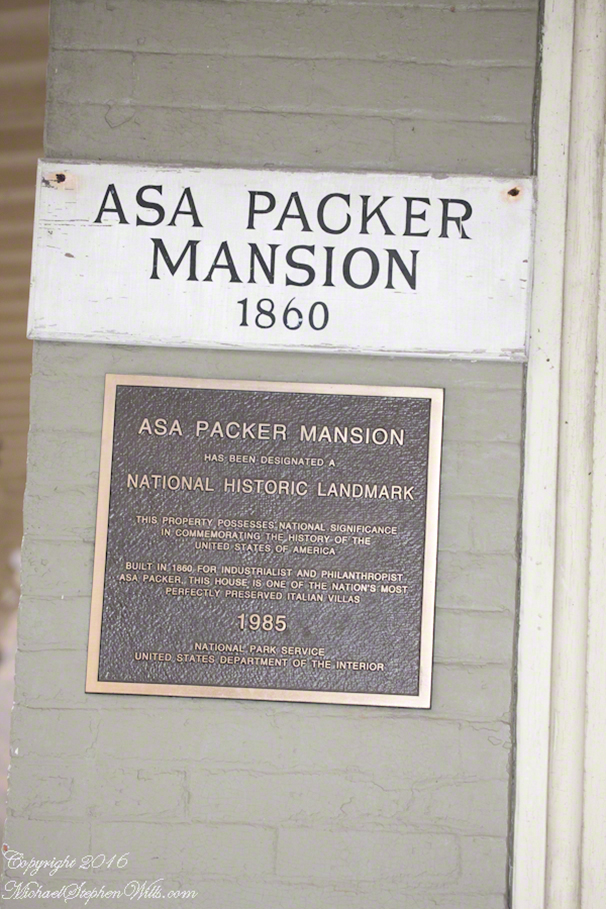 ASA PACKER
MANSION
1860
ASA PACKER MANSION
HAS BEEN DESIGNATED A
NATIONAL HISTORIC LANDMARK
THIS PROPERTY POSSESSES NATIONAL SIGNIFICANCE
IN COMMEMORATING THE HISTORY OF THE
UNITED STATES OF AMERICA
BUILT IN 1860 FOR INDUSTRIALIST AND PHILANTHROPIST
ASA PACKER, THIS HOUSE IS ONE OF THE NATION'S MOST
PERFECTLY PRESERVED ITALIAN VILLAS
1985
NATIONAL PARK SERVICE
UNITED STATES DEPARTMENT OF THE INTERIOR
Copyright 2016
MichaelStephenWills.com